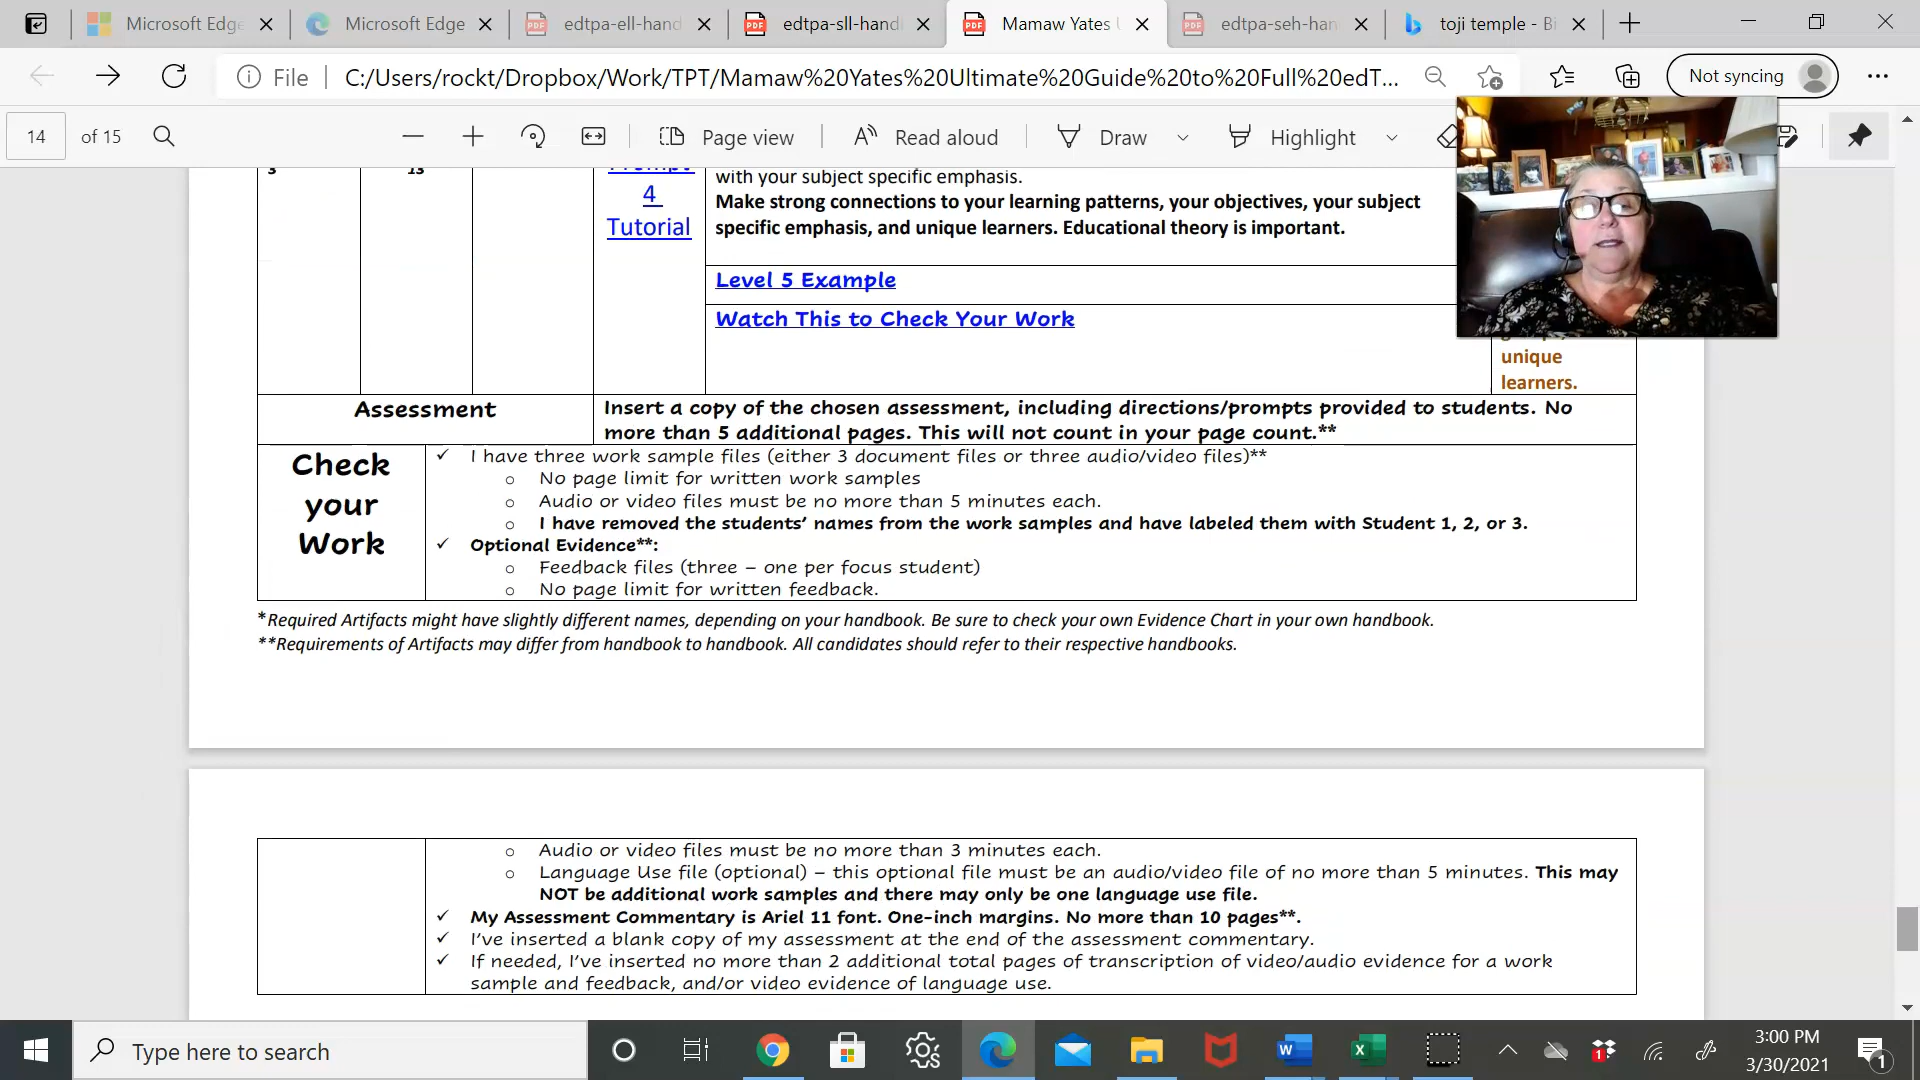 Microsoft Edge
Microsoft Edge
edtpa-ell-hand
edtpa-sll-handl
Mamaw Yates U
edtpa-seh-han
toji temple - Bi
File
C:/Users/rockt/Dropbox/Work/TPT/Mamaw%20Yates%20Ultimate%20Guide%20to%20Full%20edT...
Not syncing
14
of 15
Page view
Read aloud
Draw
Highlight
3
13
Prompt
4
Tutorial
with your subject specific emphasis.
Make strong connections to your learning patterns, your objectives, your subject
specific emphasis, and unique learners. Educational theory is important.
Level 5 Example
Watch This to Check Your Work
unique
learners.
Assessment
Insert a copy of the chosen assessment, including directions/prompts provided to students. No
more than 5 additional pages. This will not count in your page count.**
Check
your
Work
✓ I have three work sample files (either 3 document files or three audio/video files)**
o No page limit for written work samples
o Audio or video files must be no more than 5 minutes each.
o I have removed the students’ names from the work samples and have labeled them with Student 1, 2, or 3.
✓ Optional Evidence**:
o Feedback files (three – one per focus student)
o No page limit for written feedback.
*Required Artifacts might have slightly different names, depending on your handbook. Be sure to check your own Evidence Chart in your own handbook.
**Requirements of Artifacts may differ from handbook to handbook. All candidates should refer to their respective handbooks.
o Audio or video files must be no more than 3 minutes each.
o Language Use file (optional) – this optional file must be an audio/video file of no more than 5 minutes. This may
NOT be additional work samples and there may only be one language use file.
✓ My Assessment Commentary is Ariel 11 font. One-inch margins. No more than 10 pages**.
✓ I’ve inserted a blank copy of my assessment at the end of the assessment commentary.
✓ If needed, I’ve inserted no more than 2 additional total pages of transcription of video/audio evidence for a work
sample and feedback, and/or video evidence of language use.
Type here to search
3:00 PM
3/30/2021